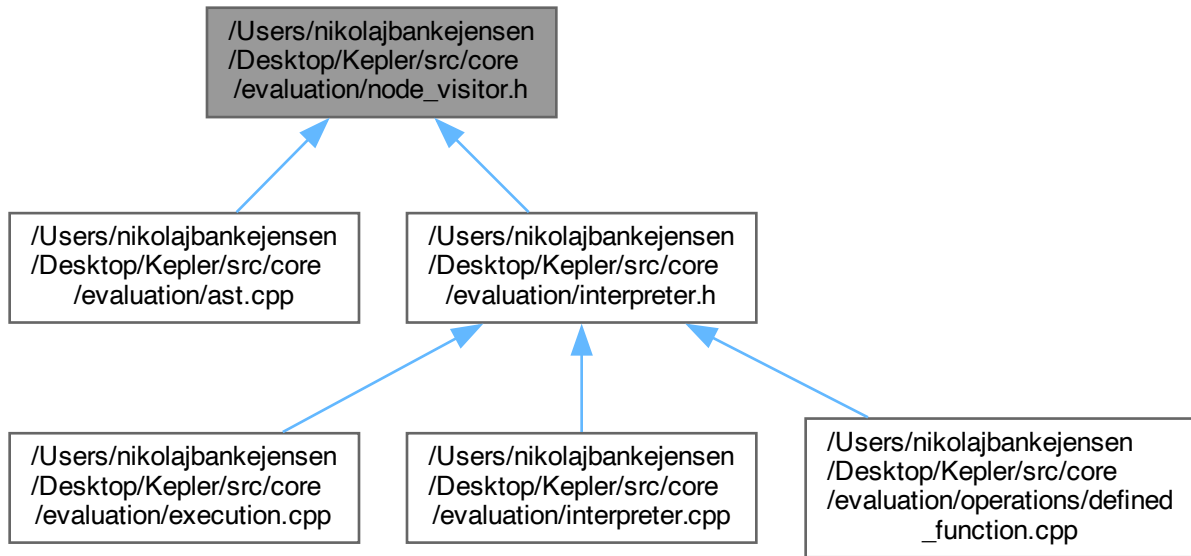 /Users/nikolajbankejensen
/Desktop/Kepler/src/core
/evaluation/node_visitor.h
/Users/nikolajbankejensen
/Desktop/Kepler/src/core
/evaluation/ast.cpp
/Users/nikolajbankejensen
/Desktop/Kepler/src/core
/evaluation/interpreter.h
/Users/nikolajbankejensen
/Desktop/Kepler/src/core
/evaluation/execution.cpp
/Users/nikolajbankejensen
/Desktop/Kepler/src/core
/evaluation/interpreter.cpp
/Users/nikolajbankejensen
/Desktop/Kepler/src/core
/evaluation/operations/defined
_function.cpp